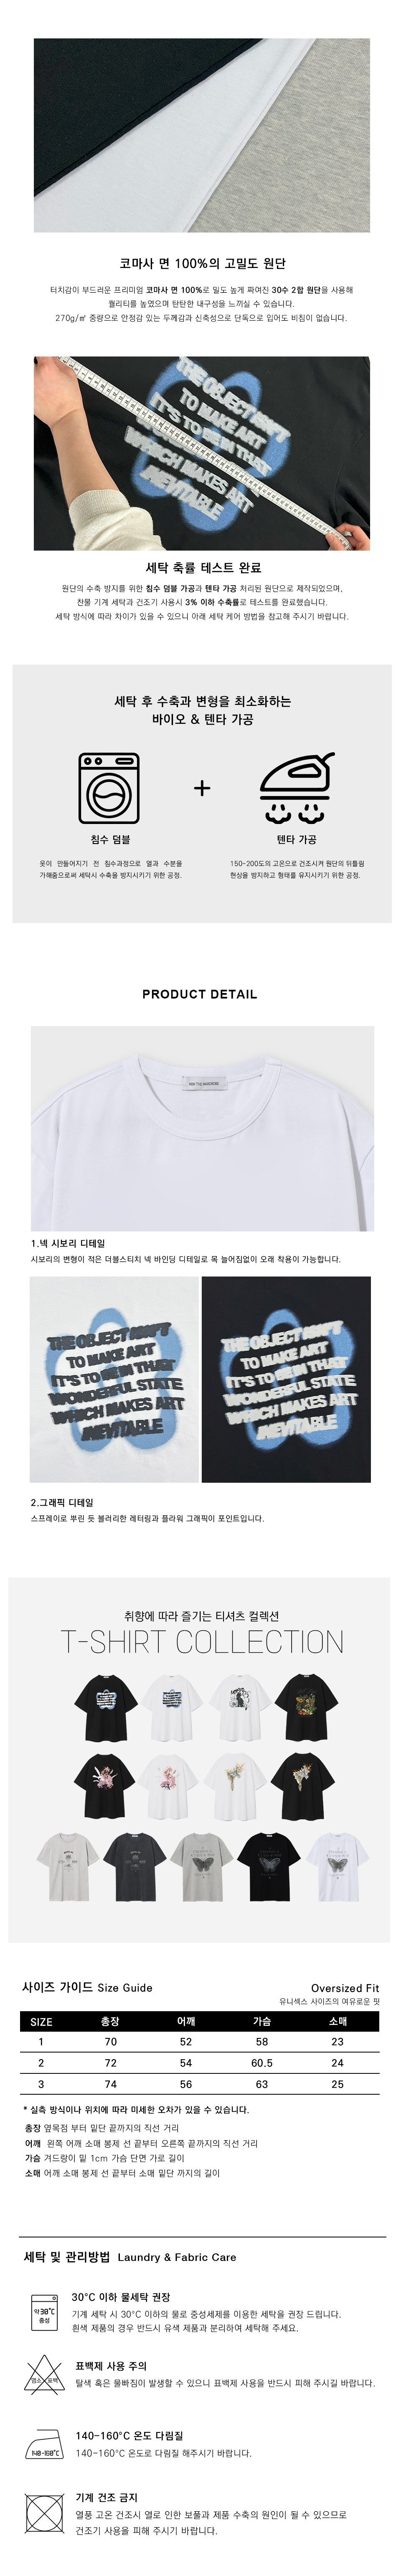 코마사 면 100%의 고밀도 원단
터치감이 부드러운 프리미엄 코마사 면 100%로 밀도 높게 짜여진 30수 2합 원단을 사용해
퀄리티를 높였으며 탄탄한 내구성을 느끼실 수 있습니다.
270g/㎡ 중량으로 안정감 있는 두께감과 신축성으로 단독으로 입어도 비침이 없습니다.
THE OBJECT ISN'T
TO MAKE ART
IT'S TO BE IN THAT
WHICH MAKES ART
INEVITABLE
세탁 축률 테스트 완료
원단의 수축 방지를 위한 침수 덤블 가공과 텐타 가공 처리된 원단으로 제작되었으며,
찬물 기계 세탁과 건조기 사용시 3% 이하 수축률로 테스트를 완료했습니다.
세탁 방식에 따라 차이가 있을 수 있으니 아래 세탁 케어 방법을 참고해 주시기 바랍니다.
세탁 후 수축과 변형을 최소화하는
바이오 & 텐타 가공
+
침수 덤블
텐타 가공
옷이 만들어지기 전 침수과정으로 열과 수분을
가해줌으로써 세탁시 수축을 방지시키기 위한 공정.
150-200도의 고온으로 건조시켜 원단의 뒤틀림
현상을 방지하고 형태를 유지시키기 위한 공정.
PRODUCT DETAIL
1.넥 시보리 디테일
시보리의 변형이 적은 더블스티치 넥 바인딩 디테일로 목 늘어짐없이 오래 착용이 가능합니다.
THE OBJECT ISN'T
TO MAKE ART
IT'S TO BE IN THAT
WONDERFUL STATE
WHICH MAKES ART
INEVITABLE
THE OBJECT ISN'T
TO MAKE ART
IT'S TO BE IN THAT
WONDERFUL STATE
WHICH MAKES ART
INEVITABLE
2.그래픽 디테일
스프레이로 뿌린 듯 블러리한 레터링과 플라워 그래픽이 포인트입니다.
취향에 따라 즐기는 티셔츠 컬렉션
T-SHIRT COLLECTION
사이즈 가이드 Size Guide
Oversized Fit
유니섹스 사이즈의 여유로운 핏
SIZE 총장 어깨 가슴 소매
1 70 52 58 23
2 72 54 60.5 24
3 74 56 63 25
* 실측 방식이나 위치에 따라 미세한 오차가 있을 수 있습니다.
총장 옆목점 부터 밑단 끝까지의 직선 거리
어깨 왼쪽 어깨 소매 봉제 선 끝부터 오른쪽 끝까지의 직선 거리
가슴 겨드랑이 밑 1cm 가슴 단면 가로 길이
소매 어깨 소매 봉제 선 끝부터 소매 밑단 까지의 길이
세탁 및 관리방법 Laundry & Fabric Care
약30°C
중성
30°C 이하 물세탁 권장
기계 세탁 시 30°C 이하의 물로 중성세제를 이용한 세탁을 권장 드립니다.
흰색 제품의 경우 반드시 유색 제품과 분리하여 세탁해 주세요.
염소 표백
표백제 사용 주의
탈색 혹은 물빠짐이 발생할 수 있으니 표백제 사용을 반드시 피해 주시길 바랍니다.
140-160°C
140-160°C 온도 다림질
140-160°C 온도로 다림질 해주시기 바랍니다.
기계 건조 금지
열풍 고온 건조시 열로 인한 보풀과 제품 수축의 원인이 될 수 있으므로
건조기 사용을 피해 주시기 바랍니다.